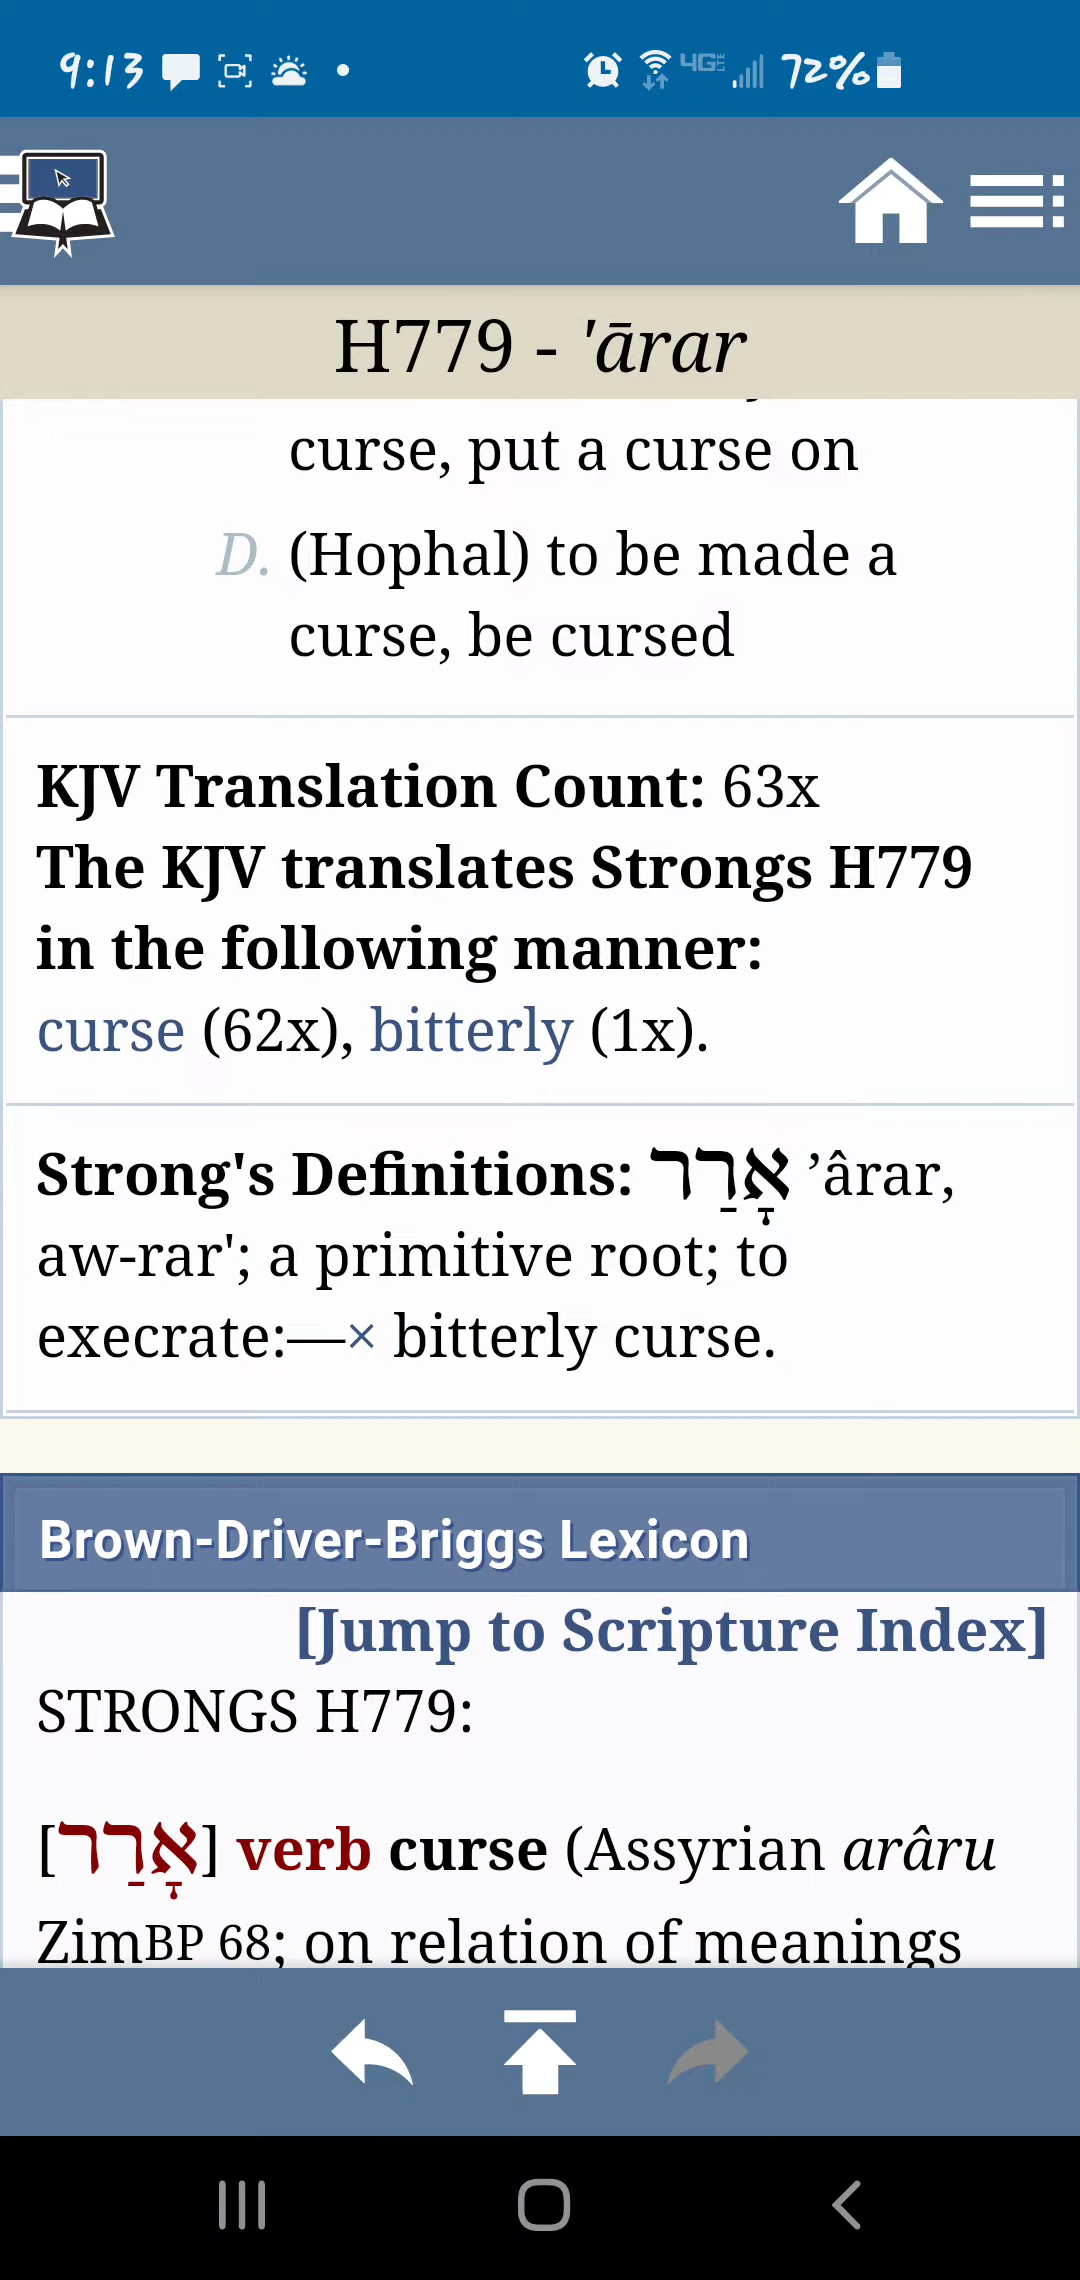 9:13 4G LTE 72%
H779 - 'ārar
curse, put a curse on
D. (Hophal) to be made a
curse, be cursed
KJV Translation Count: 63x
The KJV translates Strongs H779
in the following manner:
curse (62x), bitterly (1x).
Strong's Definitions: אָרַר ʼârar,
aw-rar'; a primitive root; to
execrate:—× bitterly curse.
Brown-Driver-Briggs Lexicon
[Jump to Scripture Index]
STRONGS H779:
[אָרַר] verb curse (Assyrian arâru
ZimBP 68; on relation of meanings